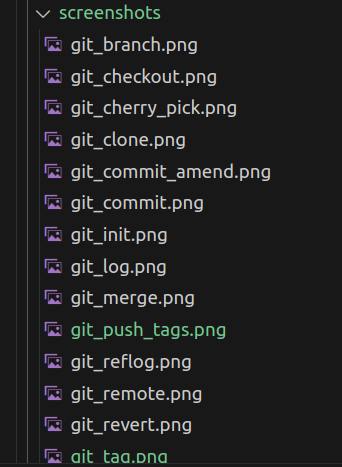 screenshots
git_branch.png
git_checkout.png
git_cherry_pick.png
git_clone.png
git_commit_amend.png
git_commit.png
git_init.png
git_log.png
git_merge.png
git_push_tags.png
git_reflog.png
git_remote.png
git_revert.png
git_tag.png